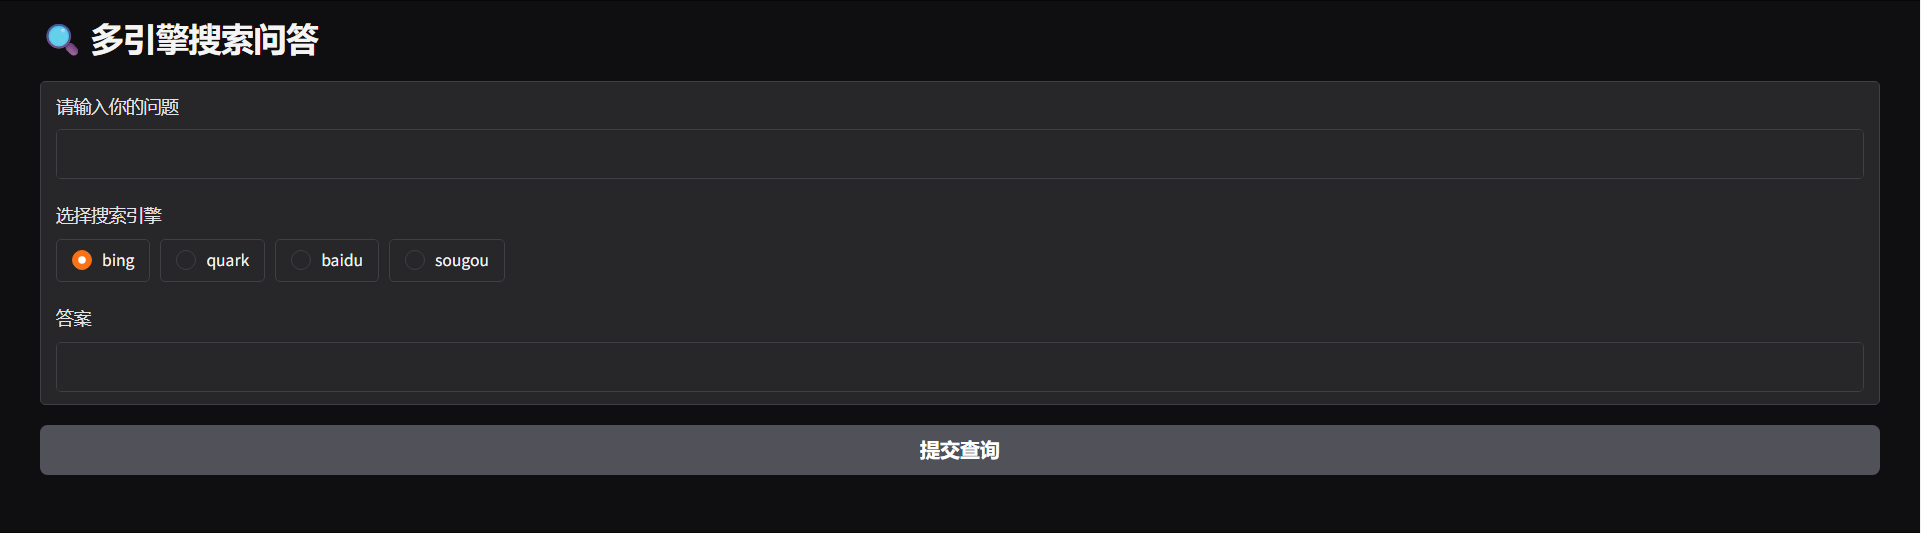 多引擎搜索问答
请输入你的问题
选择搜索引擎
bing quark baidu sougou
答案
提交查询